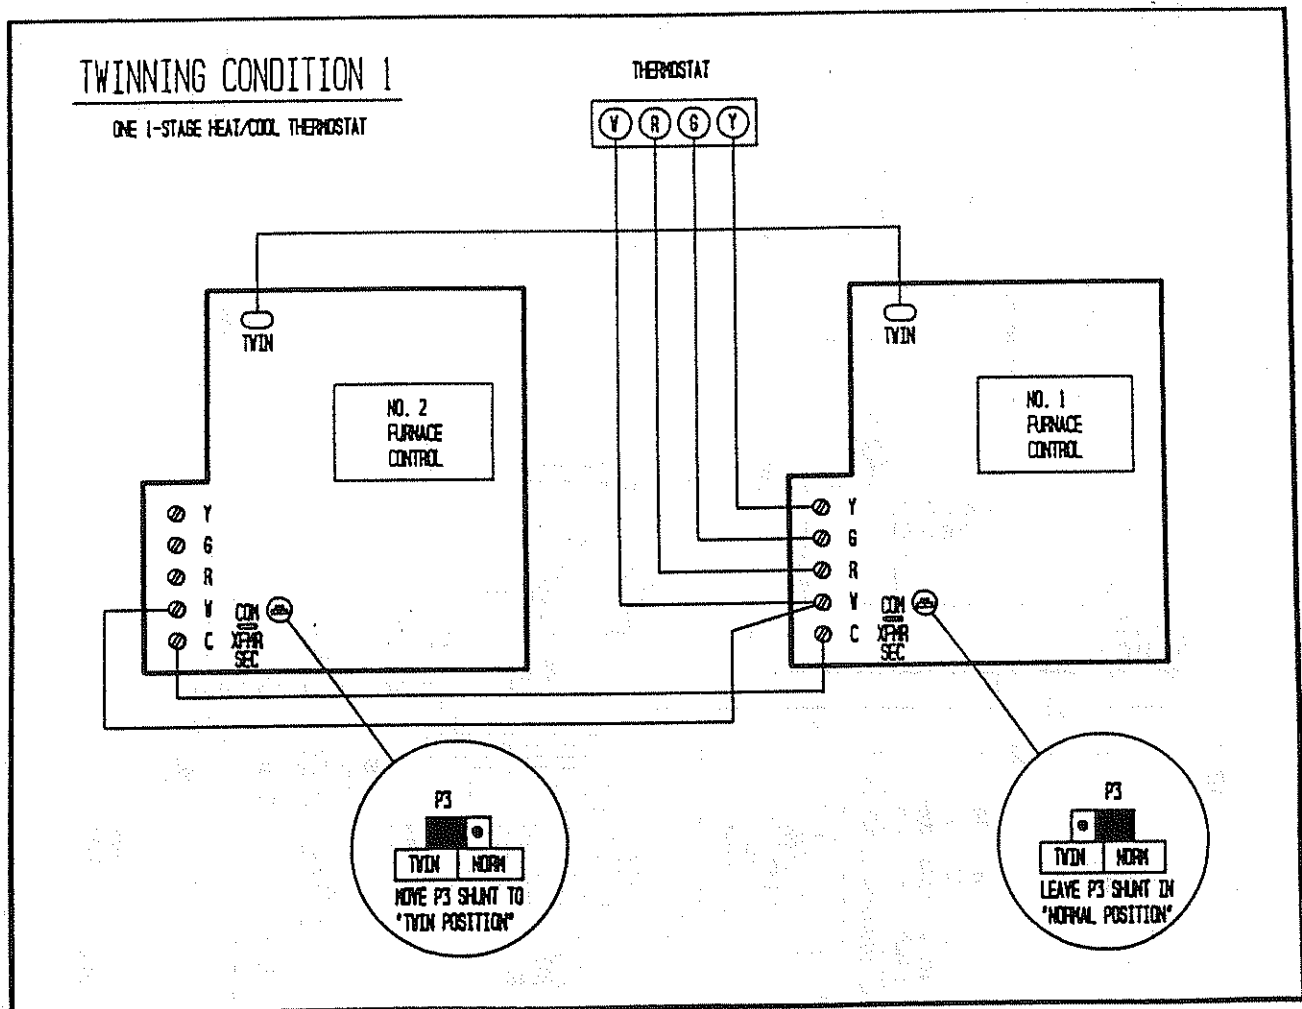 TWINNING CONDITION 1
ONE 1-STAGE HEAT/COOL THERMOSTAT
THERMOSTAT
W R G Y
TWIN
NO. 2
FURNACE
CONTROL
Y
G
R
W
C
COM
XFMR
SEC
P3
TWIN NORM
MOVE P3 SHUNT TO
"TWIN POSITION"
TWIN
NO. 1
FURNACE
CONTROL
Y
G
R
W
C
COM
XFMR
SEC
P3
TWIN NORM
LEAVE P3 SHUNT IN
"NORMAL POSITION"